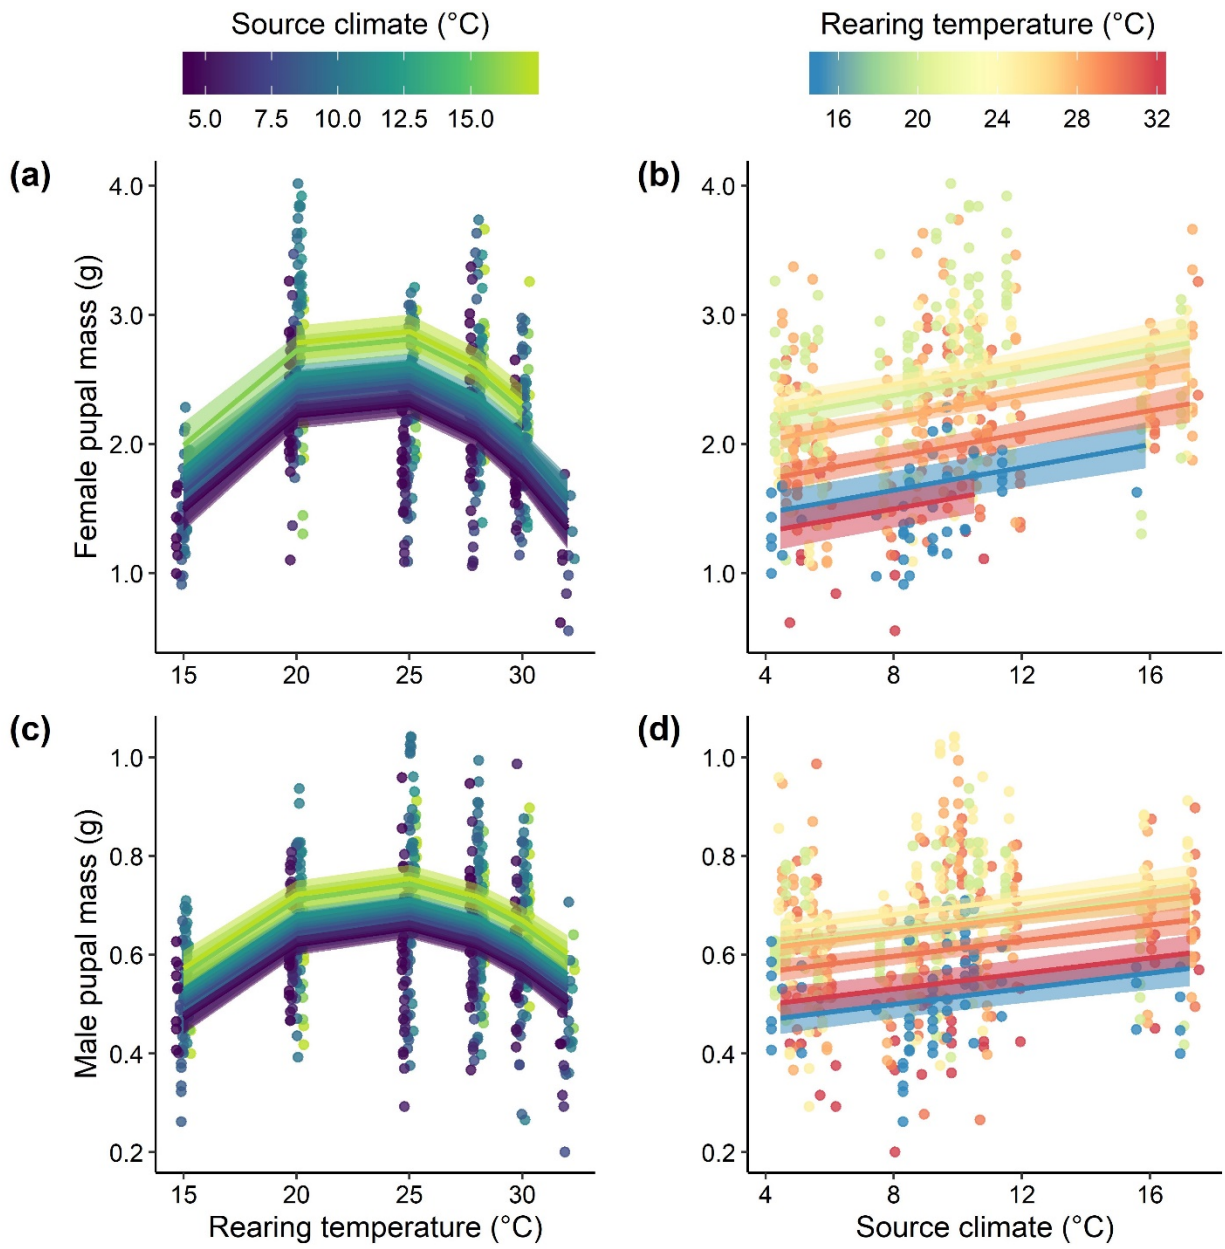 Source climate (°C)
5.0 7.5 10.0 12.5 15.0
Rearing temperature (°C)
16 20 24 28 32
(a)
Female pupal mass (g)
4.0
3.0
2.0
1.0
15 20 25 30
(b)
4.0
3.0
2.0
1.0
4 8 12 16
(c)
Male pupal mass (g)
1.0
0.8
0.6
0.4
0.2
15 20 25 30
Rearing temperature (°C)
(d)
1.0
0.8
0.6
0.4
0.2
4 8 12 16
Source climate (°C)